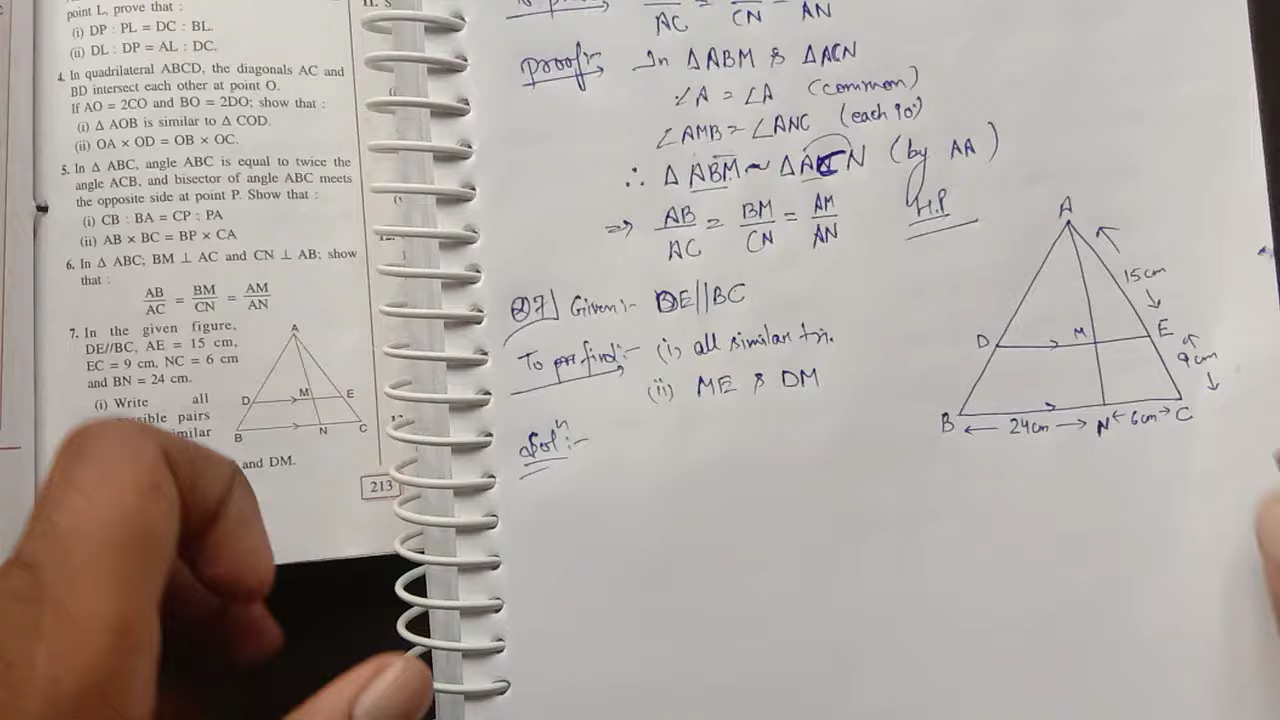 point L, prove that :
(i) DP : PL = DC : BL.
(ii) DL : DP = AL : DC.
4. In quadrilateral ABCD, the diagonals AC and
BD intersect each other at point O.
If AO = 2CO and BO = 2DO; show that :
(i) Δ AOB is similar to Δ COD.
(ii) OA × OD = OB × OC.
5. In Δ ABC, angle ABC is equal to twice the
angle ACB, and bisector of angle ABC meets
the opposite side at point P. Show that :
(i) CB : BA = CP : PA
(ii) AB × BC = BP × CA
6. In Δ ABC; BM ⊥ AC and CN ⊥ AB; show
that :
AB/AC = BM/CN = AM/AN
7. In the given figure,
DE//BC, AE = 15 cm,
EC = 9 cm, NC = 6 cm
and BN = 24 cm.
(i) Write all
pairs
and DM.
A
D M E
B N C
213
AC = CN = AN
Proof:- In ΔABM & ΔACN
∠A = ∠A (common)
∠AMB = ∠ANC (each 90°)
∴ ΔABM ~ ΔACN (by AA)
=> AB/AC = BM/CN = AM/AN H.P
Q7] Given:- DE//BC
To find:- (i) all similar tri.
(ii) ME & DM
Solⁿ:-
A
15cm
D M E
9cm
B 24cm N 6cm C